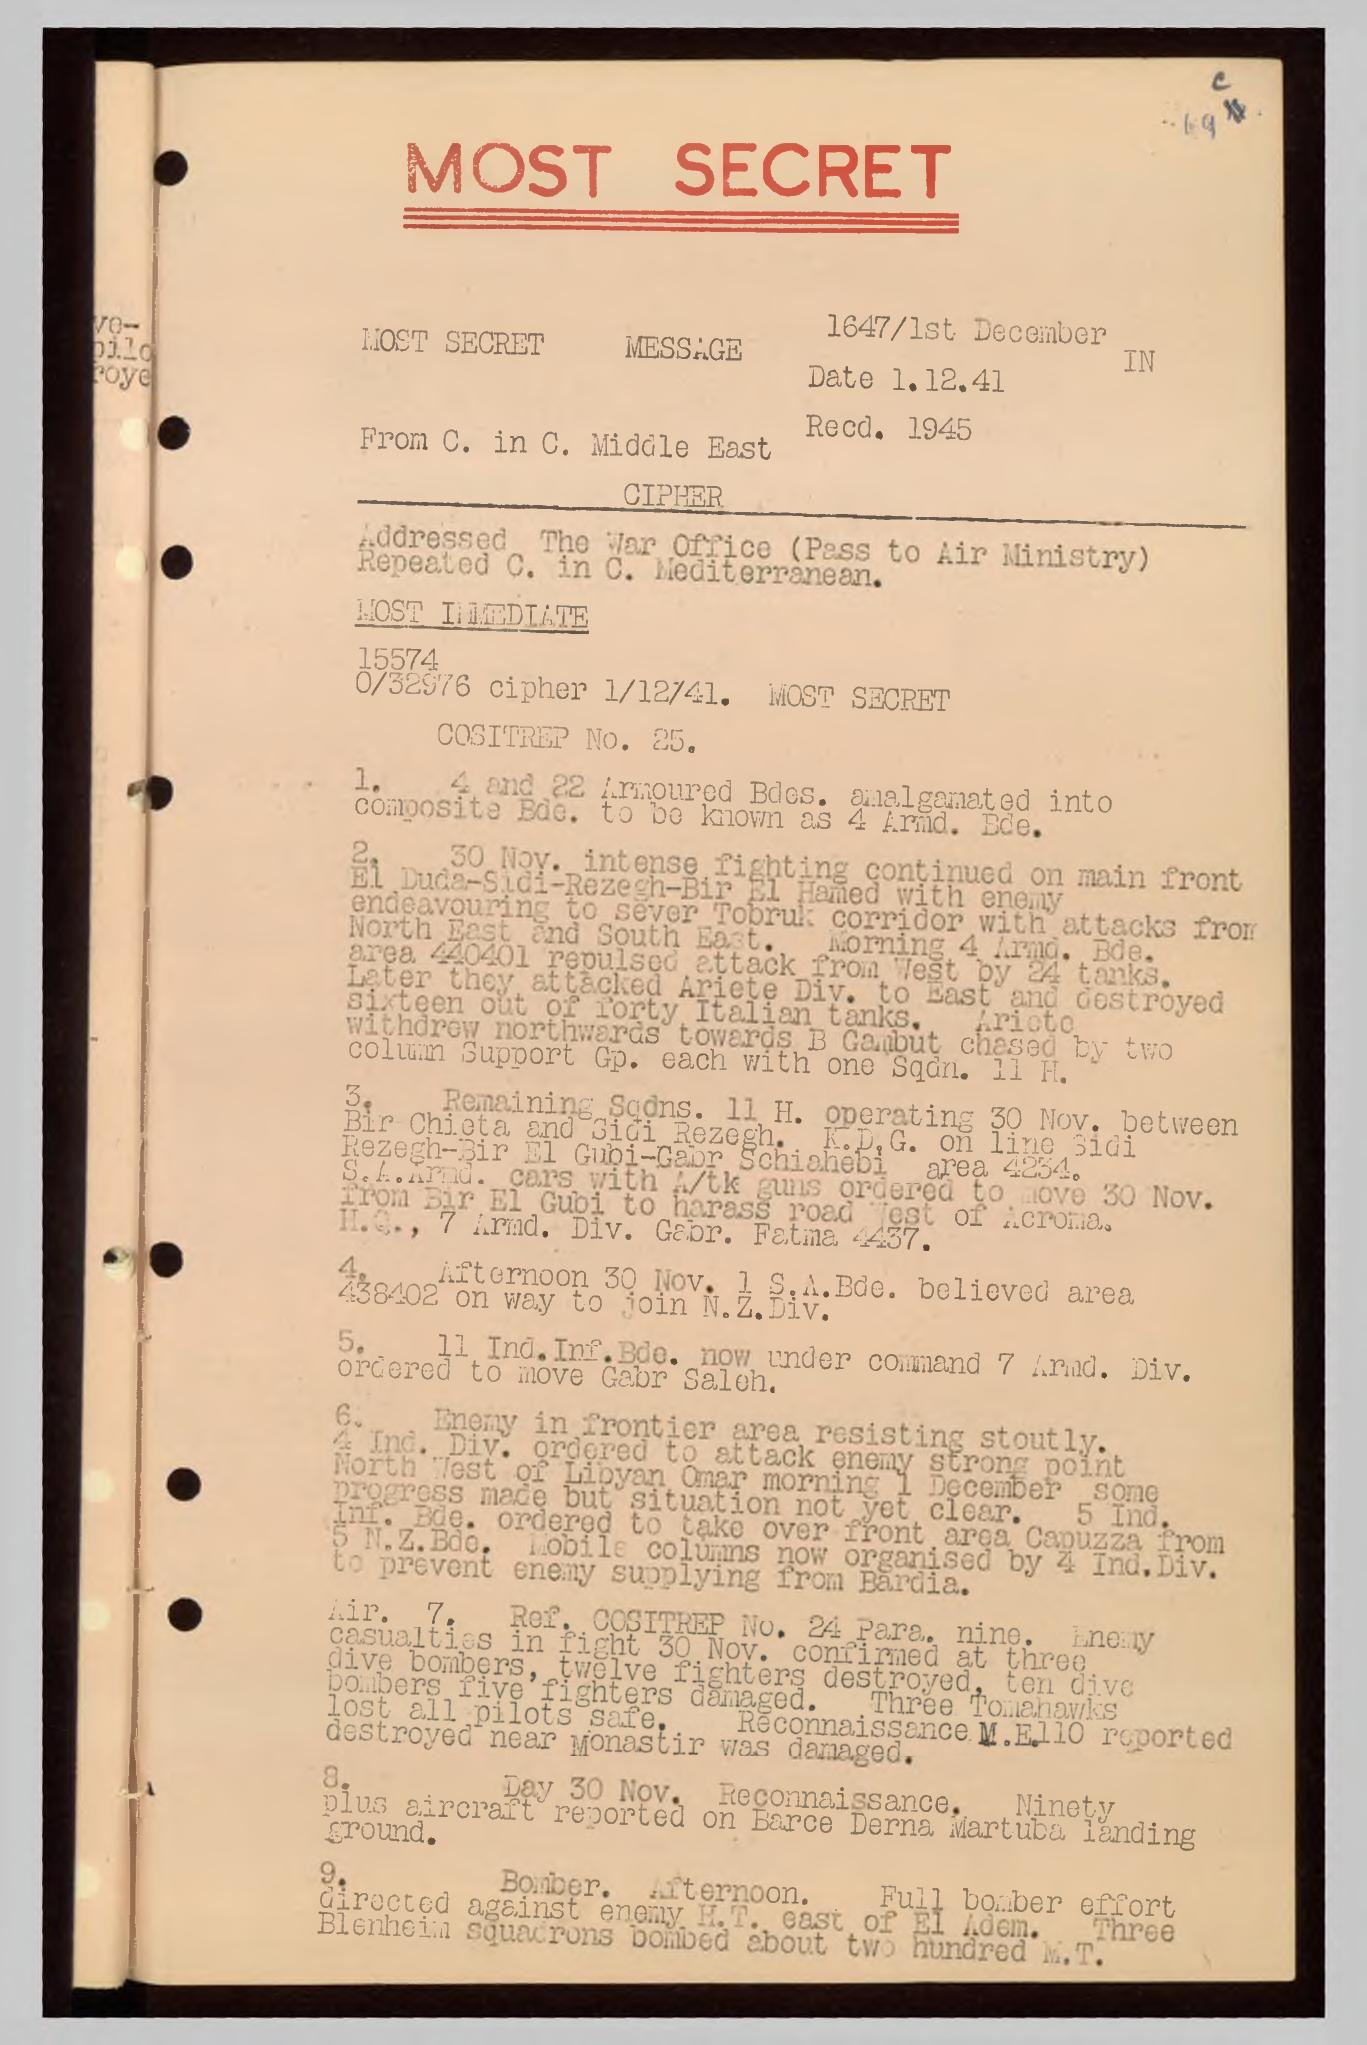 MOST SECRET
MOST SECRET MESSAGE 1647/1st December
IN
Date 1.12.41
Recd. 1945
From C. in C. Middle East
CIPHER
Addressed The War Office (Pass to Air Ministry)
Repeated C. in C. Mediterranean.
MOST IMMEDIATE
15574
0/32976 cipher 1/12/41. MOST SECRET
COSITREP No. 25.
1. 4 and 22 Armoured Bdes. amalgamated into
composite Bde. to be known as 4 Armd. Bde.
2. 30 Nov. intense fighting continued on main front
El Duda-Sidi-Rezegh-Bir El Hamed with enemy
endeavouring to sever Tobruk corridor with attacks from
North East and South East. Morning 4 Armd. Bde.
area 440401 repulsed attack from West by 24 tanks.
Later they attacked Ariete Div. to East and destroyed
sixteen out of forty Italian tanks. Ariete
withdrew northwards towards B Gambut chased by two
column Support Gp. each with one Sqdn. 11 H.
3. Remaining Sqdns. 11 H. operating 30 Nov. between
Bir Chieta and Sidi Rezegh. K.D.G. on line Sidi
Rezegh-Bir El Gubi-Gabr Schiahebi area 4234.
S.A.Armd. cars with A/tk guns ordered to move 30 Nov.
from Bir El Gubi to harass road West of Acroma.
H.Q., 7 Armd. Div. Gabr. Fatma 4437.
4. Afternoon 30 Nov. 1 S.A.Bde. believed area
438402 on way to join N.Z.Div.
5. 11 Ind.Inf.Bde. now under command 7 Armd. Div.
ordered to move Gabr Saleh.
6. Enemy in frontier area resisting stoutly.
4 Ind. Div. ordered to attack enemy strong point
North West of Libyan Omar morning 1 December some
progress made but situation not yet clear. 5 Ind.
Inf. Bde. ordered to take over front area Capuzza from
5 N.Z.Bde. Mobile columns now organised by 4 Ind.Div.
to prevent enemy supplying from Bardia.
Air. 7. Ref. COSITREP No. 24 Para. nine. Enemy
casualties in fight 30 Nov. confirmed at three
dive bombers, twelve fighters destroyed, ten dive
bombers five fighters damaged. Three Tomahawks
lost all pilots safe. Reconnaissance M.E.110 reported
destroyed near Monastir was damaged.
8. Day 30 Nov. Reconnaissance. Ninety
plus aircraft reported on Barce Derna Martuba landing
ground.
9. Bomber. Afternoon. Full bomber effort
directed against enemy M.T. east of El Adem. Three
Blenheim squadrons bombed about two hundred M.T.